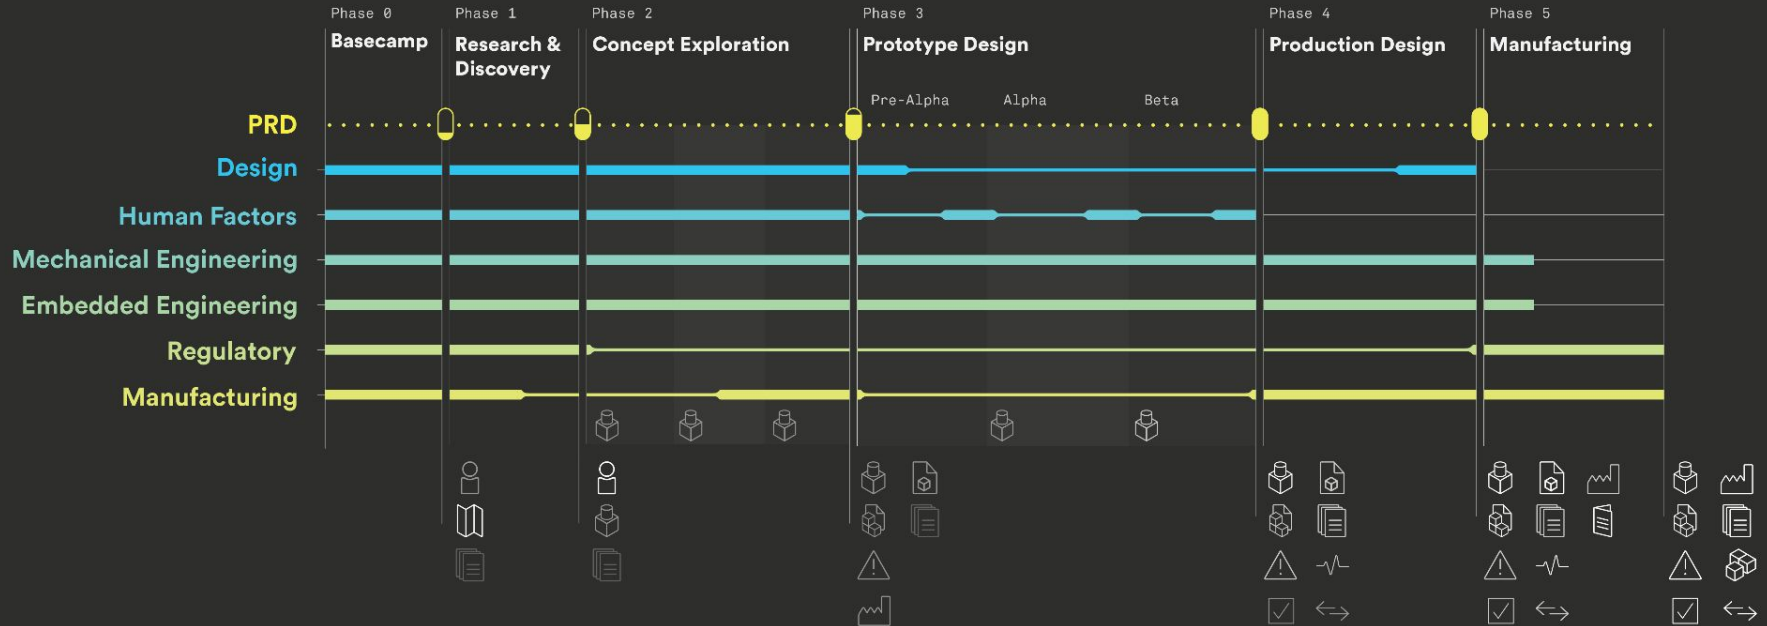 Phase 0
Phase 1
Phase 2
Phase 3
Phase 4
Phase 5
Basecamp
Research &
Discovery
Concept Exploration
Prototype Design
Production Design
Manufacturing
Pre-Alpha
Alpha
Beta
PRD
Design
Human Factors
Mechanical Engineering
Embedded Engineering
Regulatory
Manufacturing